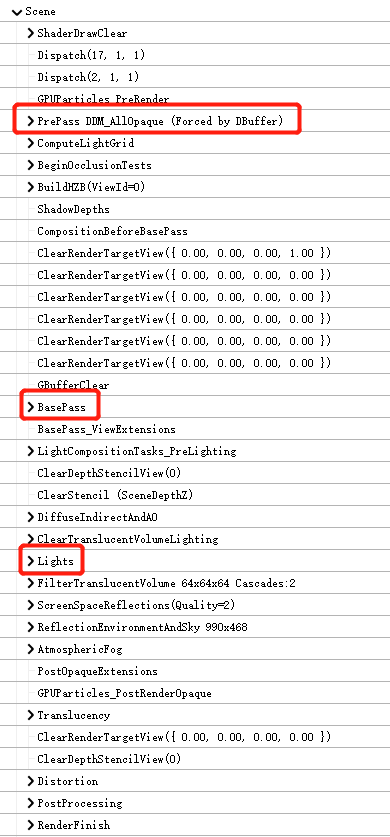 Scene
ShaderDrawClear
Dispatch(17, 1, 1)
Dispatch(2, 1, 1)
GPUParticles_PreRender
PrePass DDM_AllOpaque (Forced by DBuffer)
ComputeLightGrid
BeginOcclusionTests
BuildHZB(ViewId=0)
ShadowDepths
CompositionBeforeBasePass
ClearRenderTargetView({ 0.00, 0.00, 0.00, 1.00 })
ClearRenderTargetView({ 0.00, 0.00, 0.00, 0.00 })
ClearRenderTargetView({ 0.00, 0.00, 0.00, 0.00 })
ClearRenderTargetView({ 0.00, 0.00, 0.00, 0.00 })
ClearRenderTargetView({ 0.00, 0.00, 0.00, 0.00 })
ClearRenderTargetView({ 0.00, 0.00, 0.00, 0.00 })
GBufferClear
BasePass
BasePass_ViewExtensions
LightCompositionTasks_PreLighting
ClearDepthStencilView(0)
ClearStencil (SceneDepthZ)
DiffuseIndirectAndAO
ClearTranslucentVolumeLighting
Lights
FilterTranslucentVolume 64x64x64 Cascades:2
ScreenSpaceReflections(Quality=2)
ReflectionEnvironmentAndSky 990x468
AtmosphericFog
PostOpaqueExtensions
GPUParticles_PostRenderOpaque
Translucency
ClearRenderTargetView({ 0.00, 0.00, 0.00, 0.00 })
ClearDepthStencilView(0)
Distortion
PostProcessing
RenderFinish